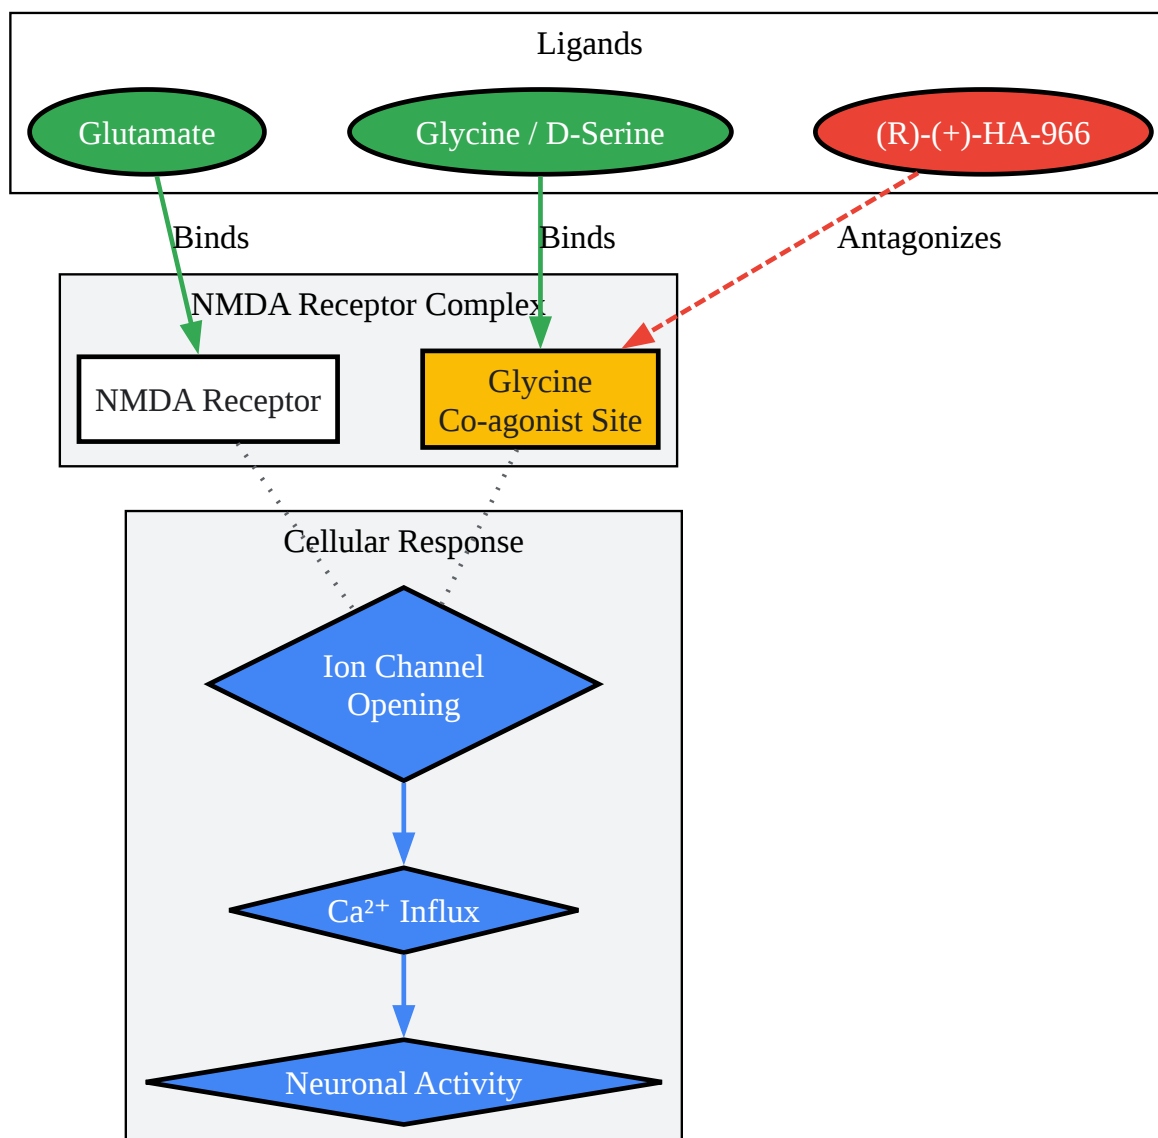 Ligands
Glutamate
Glycine / D-Serine
(R)-(+)-HA-966
Binds
Binds
Antagonizes
NMDA Receptor Complex
NMDA Receptor
Glycine
Co-agonist Site
Cellular Response
Ion Channel
Opening
Ca²⁺ Influx
Neuronal Activity